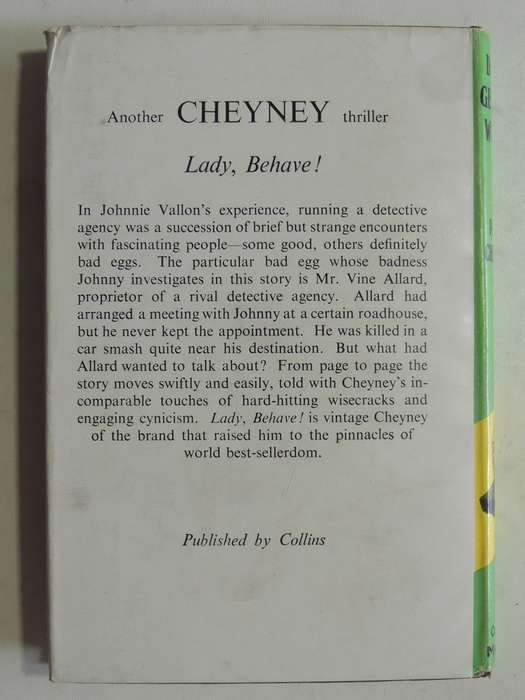 Another CHEYNEY thriller
Lady, Behave!
In Johnnie Vallon's experience, running a detective
agency was a succession of brief but strange encounters
with fascinating people—some good, others definitely
bad eggs. The particular bad egg whose badness
Johnny investigates in this story is Mr. Vine Allard,
proprietor of a rival detective agency. Allard had
arranged a meeting with Johnny at a certain roadhouse,
but he never kept the appointment. He was killed in a
car smash quite near his destination. But what had
Allard wanted to talk about? From page to page the
story moves swiftly and easily, told with Cheyney's in-
comparable touches of hard-hitting wisecracks and
engaging cynicism. Lady, Behave! is vintage Cheyney
of the brand that raised him to the pinnacles of
world best-sellerdom.
Published by Collins